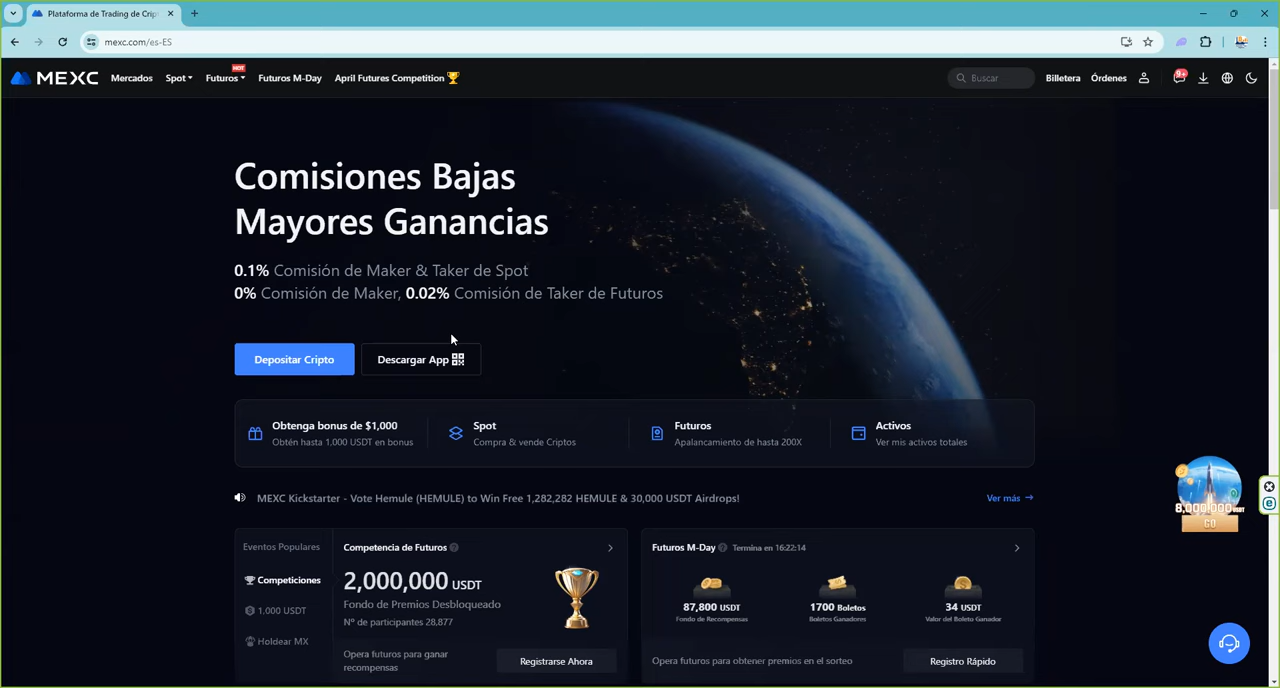 Plataforma de Trading de Crip
mexc.com/es-ES
MEXC Mercados Spot Futuros HOT Futuros M-Day April Futures Competition Buscar Billetera Órdenes 9+
Comisiones Bajas
Mayores Ganancias
0.1% Comisión de Maker & Taker de Spot
0% Comisión de Maker, 0.02% Comisión de Taker de Futuros
Depositar Cripto Descargar App
Obtenga bonus de $1,000
Obtén hasta 1,000 USDT en bonus
Spot
Compra & vende Criptos
Futuros
Apalancamiento de hasta 200X
Activos
Ver mis activos totales
8,000,000 USDT
GO
MEXC Kickstarter - Vote Hemule (HEMULE) to Win Free 1,282,282 HEMULE & 30,000 USDT Airdrops!
Ver más
Eventos Populares
Competiciones
1,000 USDT
Holdear MX
Competencia de Futuros
2,000,000 USDT
Fondo de Premios Desbloqueado
Nº de participantes 28,877
Opera futuros para ganar
recompensas
Registrarse Ahora
Futuros M-Day Termina en 16:22:14
87,800 USDT
Fondo de Recompensas
1700 Boletos
Boletos Ganadores
34 USDT
Valor del Boleto Ganador
Opera futuros para obtener premios en el sorteo
Registro Rápido